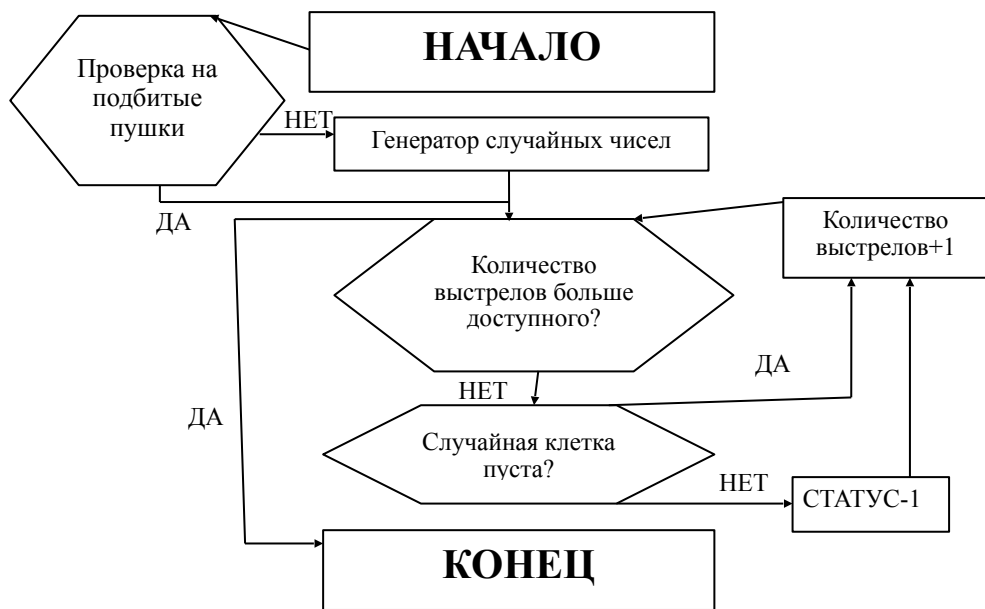 НАЧАЛО
Проверка на
подбитые
пушки
НЕТ
Генератор случайных чисел
ДА
Количество
выстрелов+1
Количество
выстрелов больше
доступного?
ДА
НЕТ
ДА
Случайная клетка
пуста?
НЕТ
СТАТУС-1
КОНЕЦ